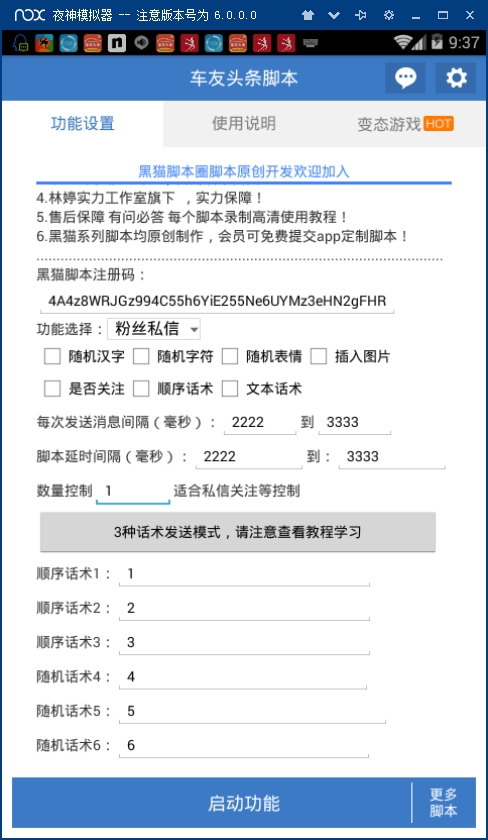 nox 夜神模拟器 -- 注意版本号为 6.0.0.0
9:37
车友头条脚本
功能设置 使用说明 变态游戏 HOT
黑猫脚本圈脚本原创开发欢迎加入
4.林婷实力工作室旗下 ，实力保障！
5.售后保障 有问必答 每个脚本录制高清使用教程！
6.黑猫系列脚本均原创制作，会员可免费提交app定制脚本！
黑猫脚本注册码：
4A4z8WRJGz994C55h6YiE255Ne6UYMz3eHN2gFHR
功能选择： 粉丝私信
随机汉字 随机字符 随机表情 插入图片
是否关注 顺序话术 文本话术
每次发送消息间隔（毫秒）： 2222 到 3333
脚本延时间隔（毫秒）： 2222 到： 3333
数量控制 1 适合私信关注等控制
3种话术发送模式，请注意查看教程学习
顺序话术1： 1
顺序话术2： 2
顺序话术3： 3
随机话术4： 4
随机话术5： 5
随机话术6： 6
启动功能 更多
脚本